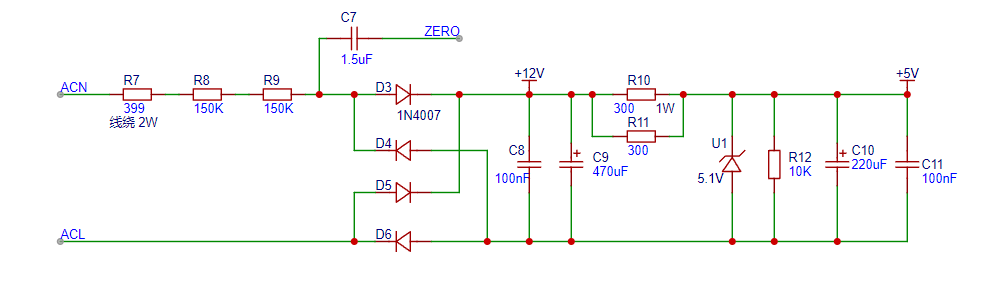 C7
ZERO
1.5uF
+12V
+5V
ACN
R7
R8
R9
D3
R10
399
150K
150K
1N4007
300
1W
线绕 2W
R11
D4
C8
C9
300
U1
R12
C10
C11
100nF
470uF
5.1V
10K
220uF
100nF
D5
ACL
D6